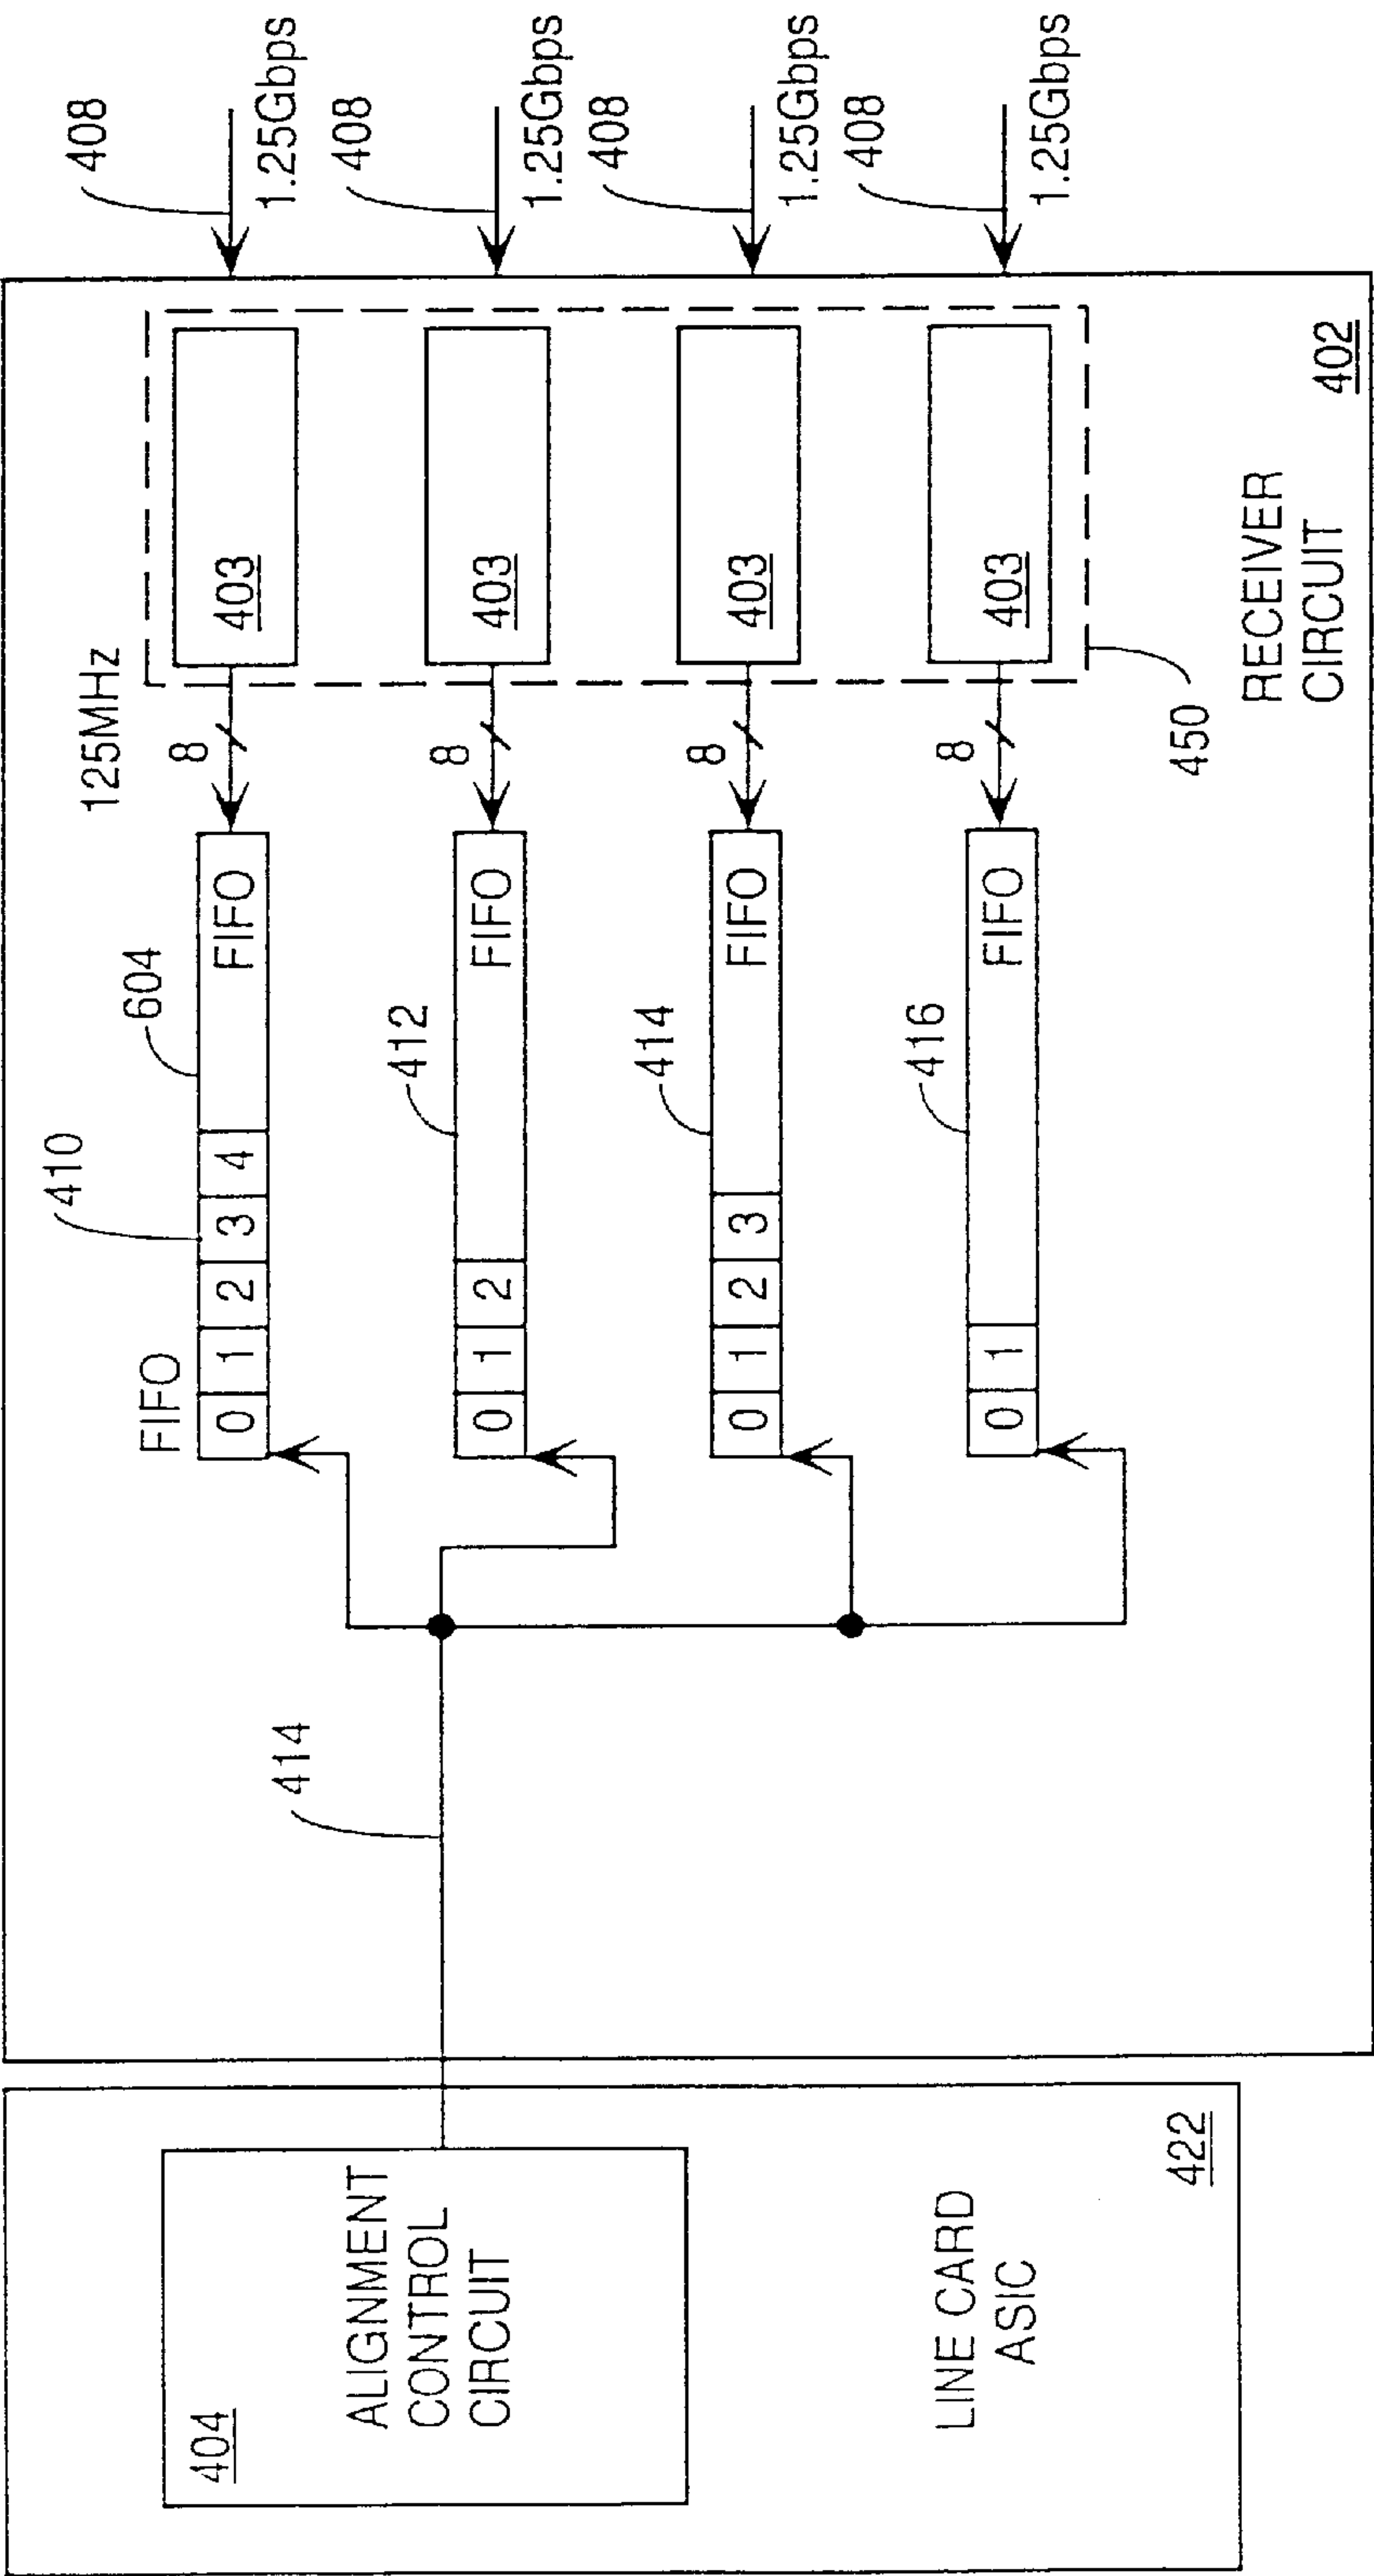 408
410
604
125MHz
FIFO
8
0 1 2 3 4 FIFO
403
1.25Gbps
404
ALIGNMENT
CONTROL
CIRCUIT
414
408
412
8
0 1 2 FIFO
403
1.25Gbps
408
414
8
0 1 2 3 FIFO
403
1.25Gbps
408
416
8
0 1 FIFO
403
1.25Gbps
LINE CARD
ASIC
422
450
RECEIVER
CIRCUIT
402